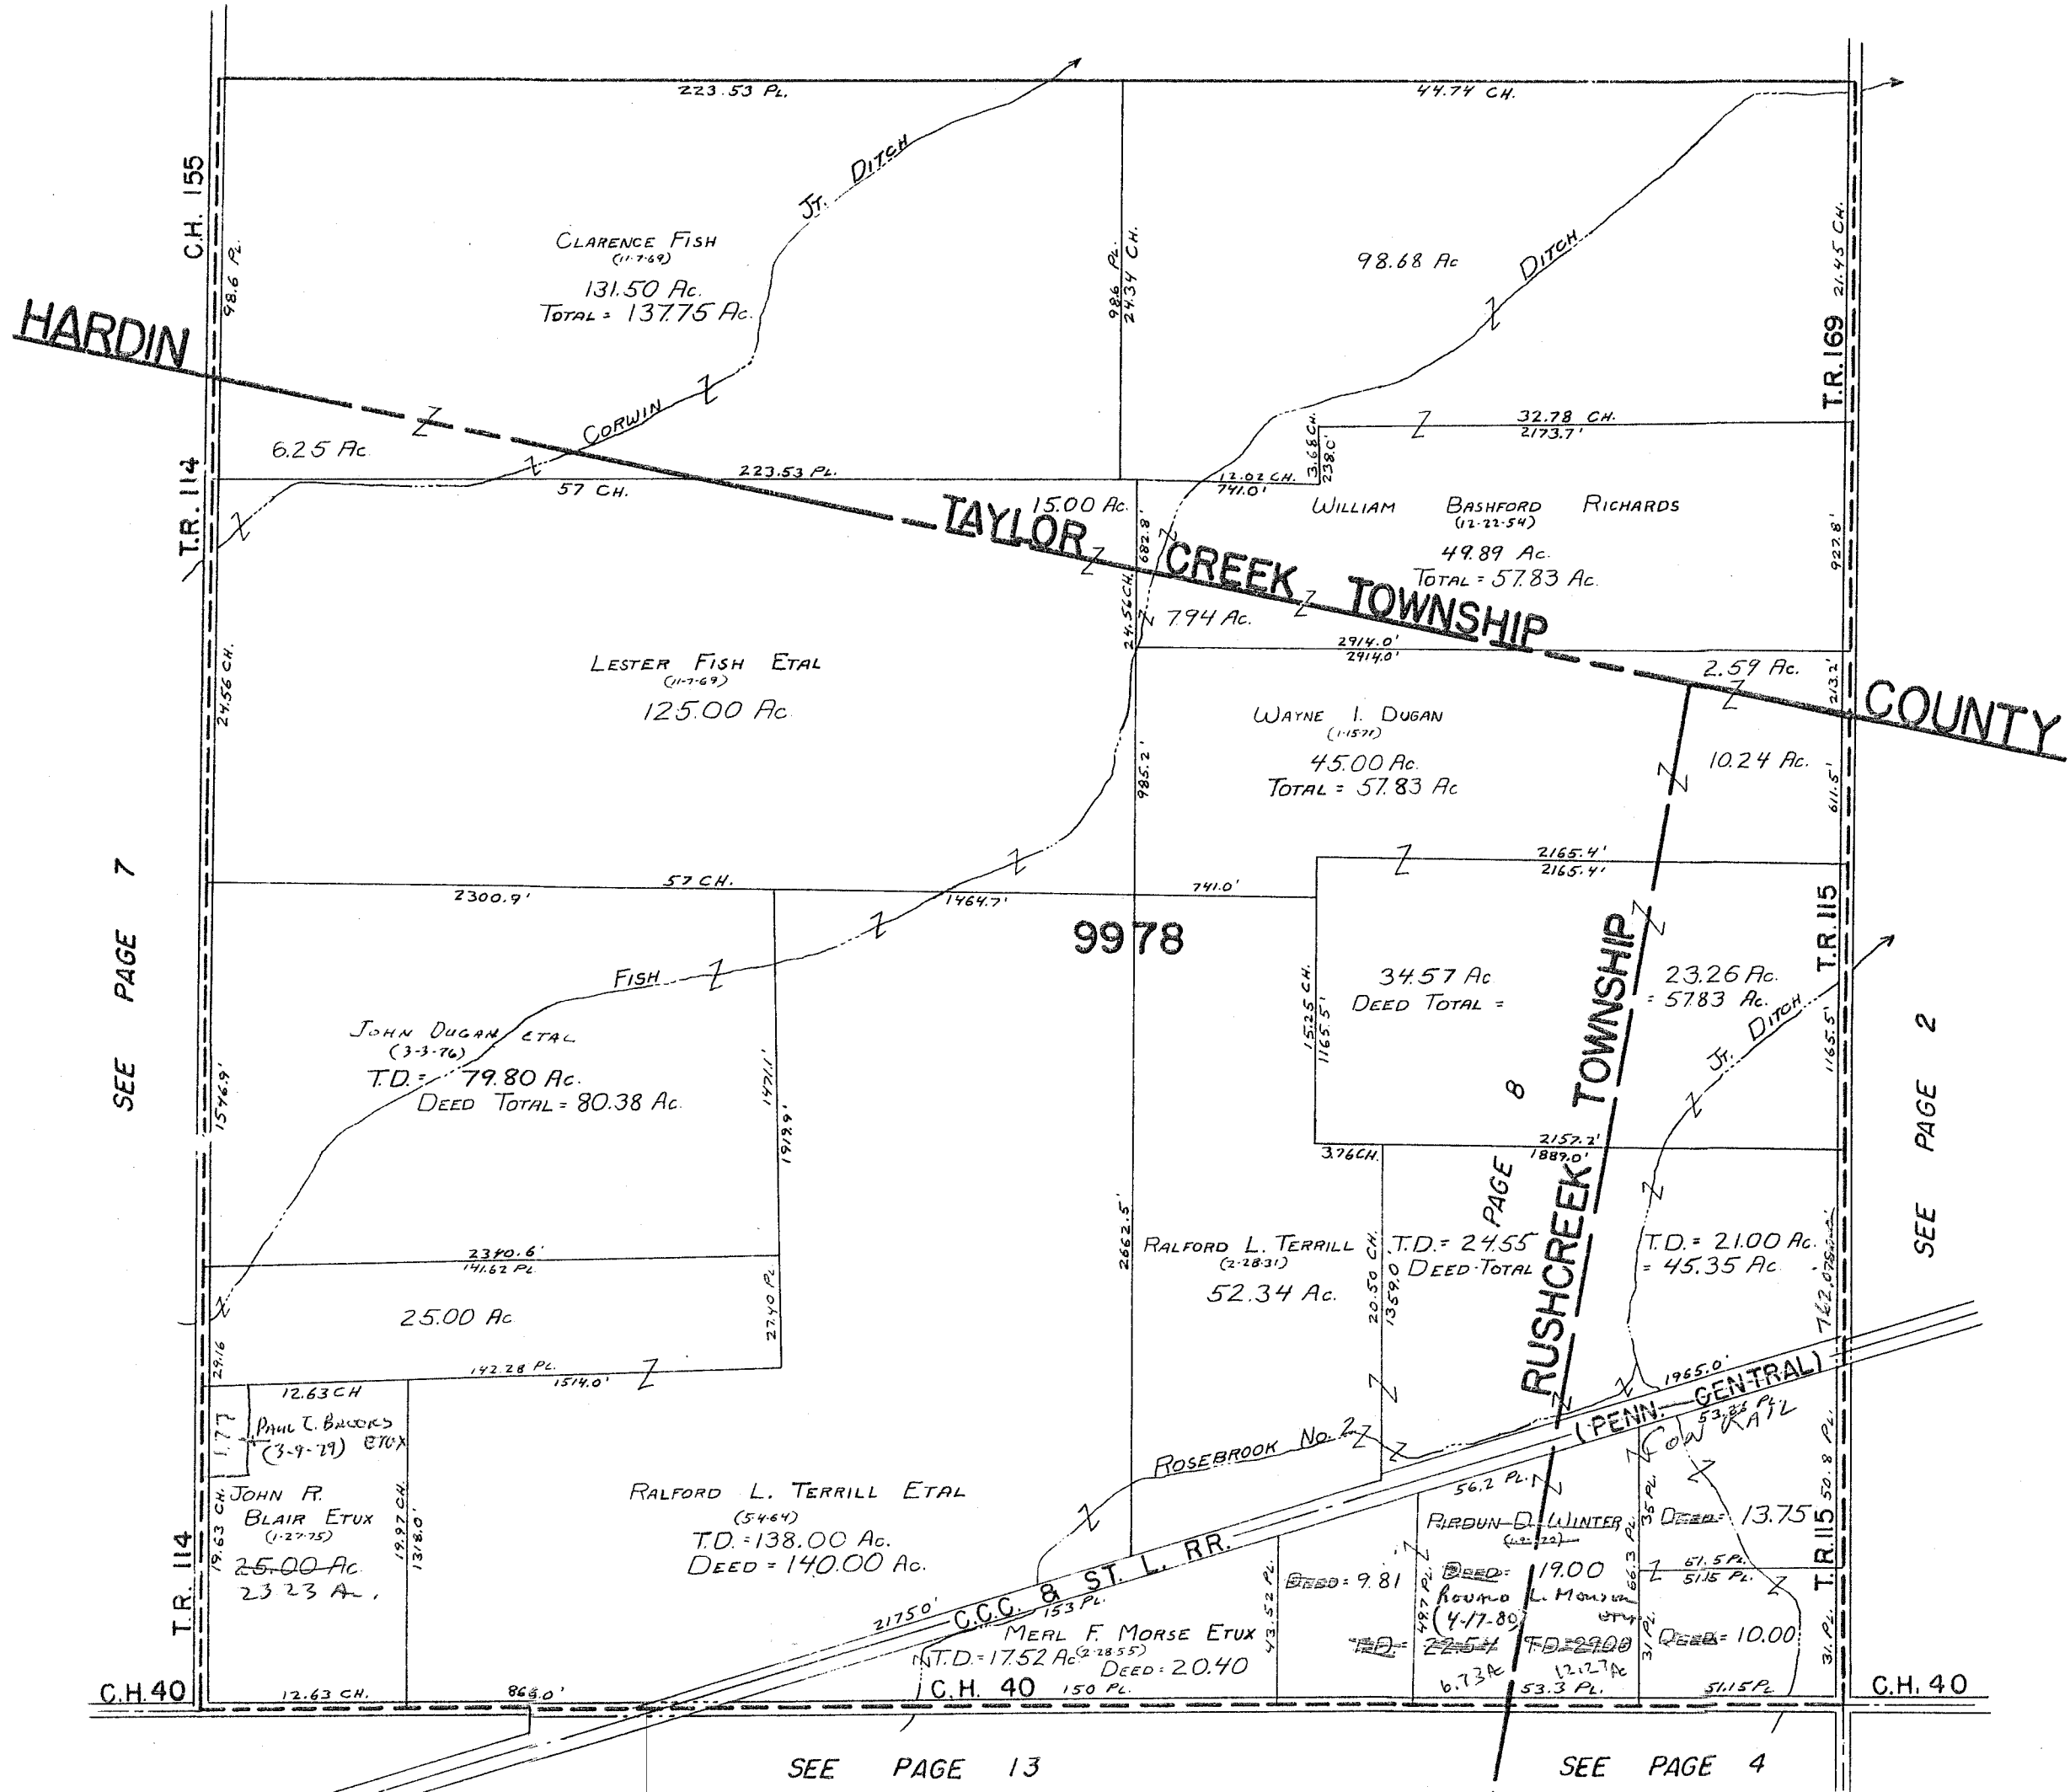 223.53 PL.
44.74 CH.
C.H. 155
98.6 PL.
JT. DITCH
CLARENCE FISH
(11-7-69)
131.50 Ac.
TOTAL = 137.75 Ac.
98.6 PL.
24.34 CH.
98.68 Ac
DITCH
21.45 CH.
T.R. 169
HARDIN
CORWIN
6.25 Ac.
223.53 PL.
57 CH.
T.R. 114
32.78 CH.
2173.7'
3.68 CH.
238.0'
12.02 CH.
741.0'
15.00 Ac.
682.8'
WILLIAM BASHFORD RICHARDS
(12-22-54)
49.89 Ac.
TOTAL = 57.83 Ac.
927.8'
TAYLOR CREEK TOWNSHIP
24.56 CH.
7.94 Ac.
2914.0'
2914.0'
2.59 Ac.
213.2'
COUNTY
24.56 CH.
LESTER FISH ETAL
(11-7-69)
125.00 Ac.
WAYNE I. DUGAN
45.00 Ac.
TOTAL = 57.83 Ac
10.24 Ac.
985.2'
611.5'
2165.4'
2165.4'
57 CH.
2300.9'
1464.7'
741.0'
SEE PAGE 7
9978
T.R. 115
FISH
34.57 Ac
DEED TOTAL =
23.26 Ac.
= 57.83 Ac.
15.25 CH.
1165.5'
JT. DITCH
1165.5'
SEE PAGE 2
JOHN DUGAN ETAL
(3-3-76)
T.D. = 79.80 Ac.
DEED TOTAL = 80.38 Ac.
1546.9'
1471.1'
1919.9'
TOWNSHIP
PAGE 8
2157.2'
1889.0'
3.76 CH.
RUSHCREEK
2340.6'
141.62 PL.
2662.5'
RALFORD L. TERRILL
(2-28-31)
52.34 Ac.
20.50 CH.
1359.0'
T.D. = 24.55
DEED TOTAL
T.D. = 21.00 Ac.
= 45.35 Ac.
25.00 Ac
27.40 PL.
29.16
142.28 PL.
1514.0'
12.63 CH
1.77
(3-9-79) ETUX
1965.0'
(PENN. CENTRAL)
CON RAIL
ROSEBROOK No. 2
JOHN R.
BLAIR ETUX
(1-27-75)
25.00 Ac.
23.23 A.
19.63 CH.
19.97 CH.
1318.0'
RALFORD L. TERRILL ETAL
(5-4-64)
T.D. = 138.00 Ac.
DEED = 140.00 Ac.
56.2 PL.
WINTER
35 PL.
DEED = 13.75
50.8 PL.
T.R. 115
T.R. 114
2175.0'
C.C.C. & ST. L. RR.
153 PL.
43.52 PL.
DEED = 9.81
49.7 PL.
DEED = 19.00
(4-17-80)
66.3 PL.
51.5 PL.
51.15 PL.
MERL F. MORSE ETUX
T.D. = 17.52 Ac (2-28-55)
DEED = 20.40
T.D. = 22.54
6.73 Ac
12.27 Ac
31 PL.
DEED = 10.00
31 PL.
C.H. 40
12.63 CH.
C.H. 40
150 PL.
53.3 PL.
51.15 PL
C.H. 40
SEE PAGE 13
SEE PAGE 4